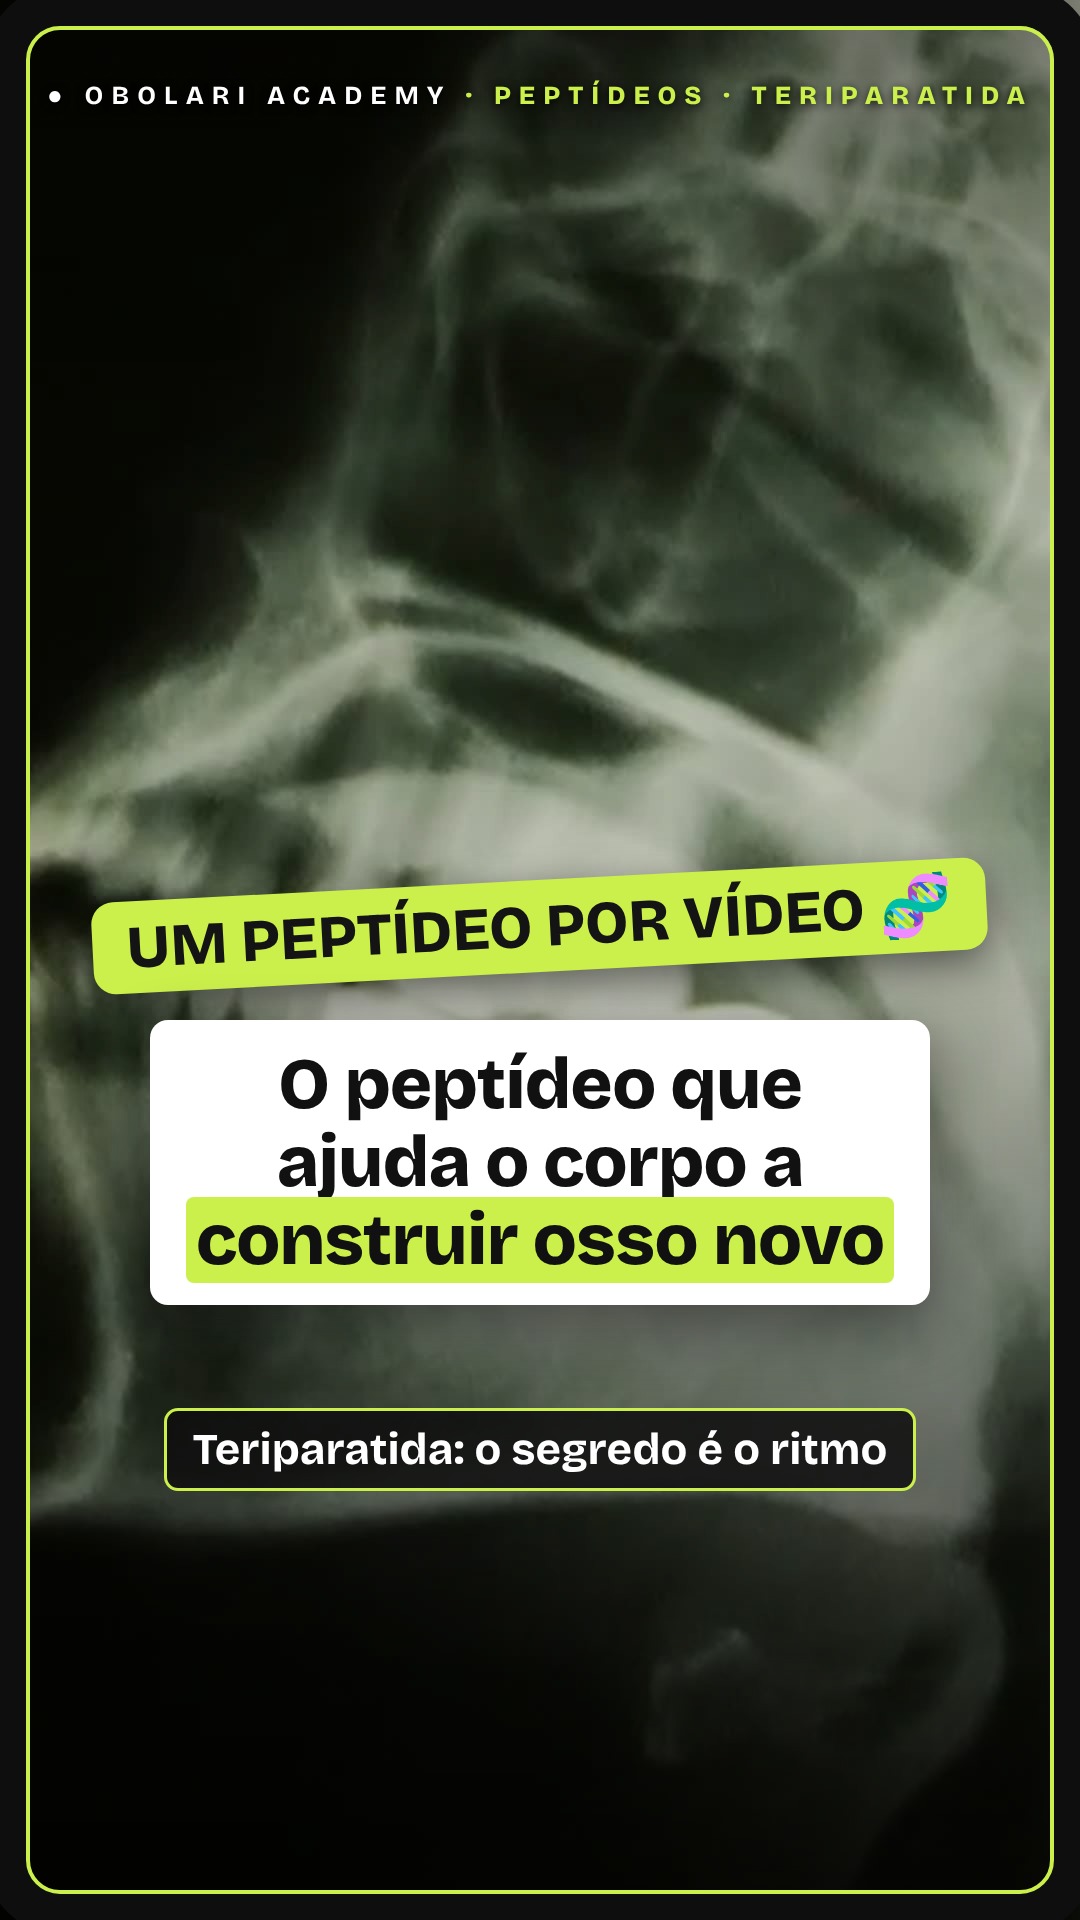 • OBOLARI ACADEMY · PEPTÍDEOS · TERIPARATIDA
UM PEPTÍDEO POR VÍDEO 🧬
O peptídeo que
ajuda o corpo a
construir osso novo
Teriparatida: o segredo é o ritmo